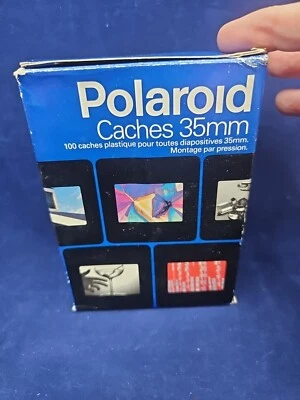 Polaroid
Caches 35mm
100 caches plastique pour toutes diapositives 35mm.
Montage par pression.